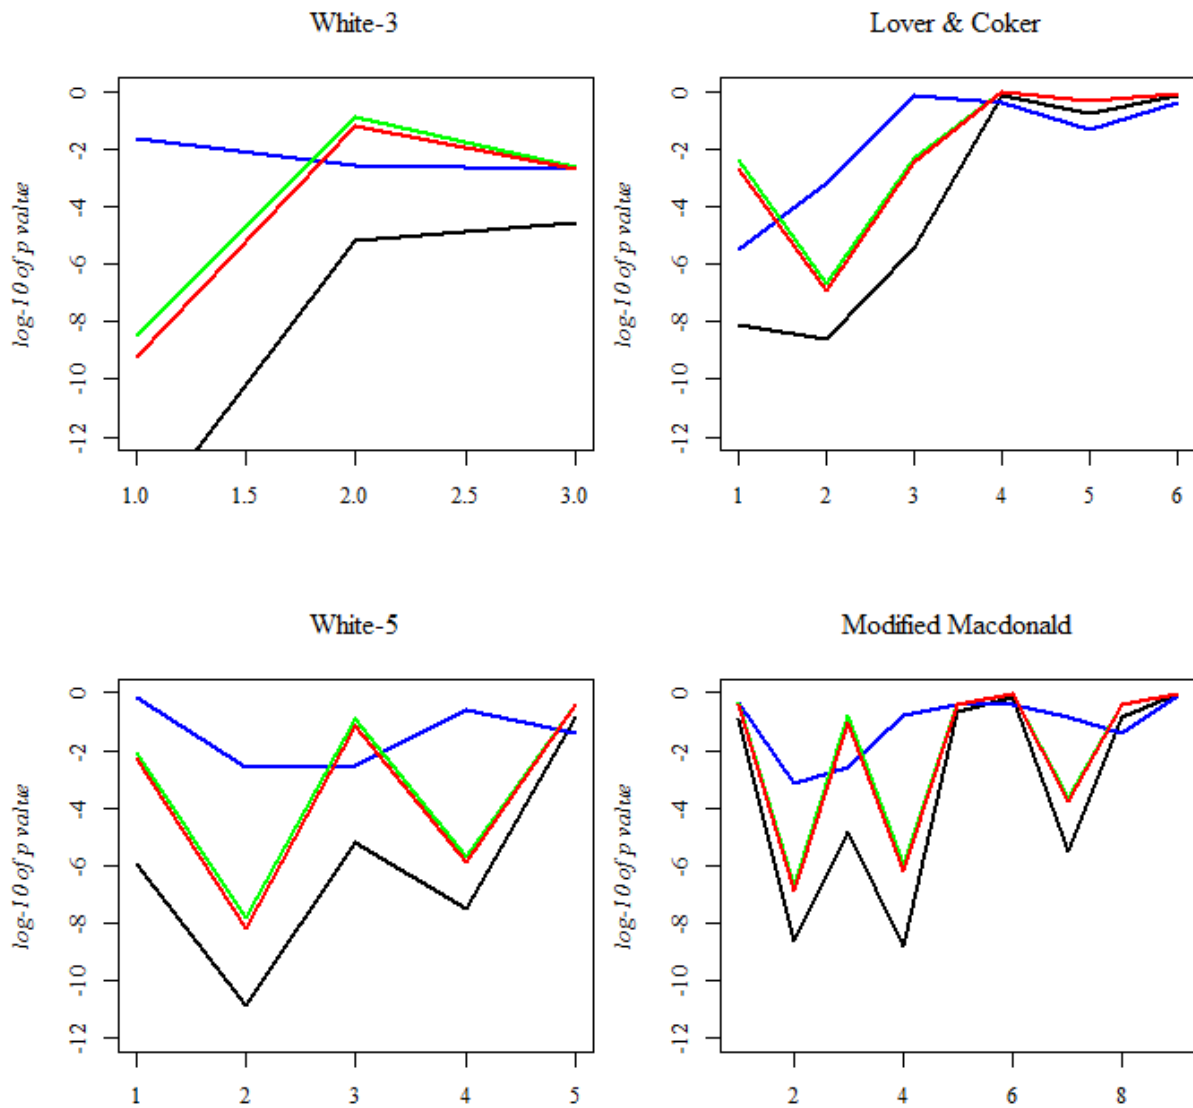 White-3
log-10 of p value
0
-2
-4
-6
-8
-10
-12
1.0 1.5 2.0 2.5 3.0
Lover & Coker
log-10 of p value
0
-2
-4
-6
-8
-10
-12
1 2 3 4 5 6
White-5
log-10 of p value
0
-2
-4
-6
-8
-10
-12
1 2 3 4 5
Modified Macdonald
log-10 of p value
0
-2
-4
-6
-8
-10
-12
2 4 6 8